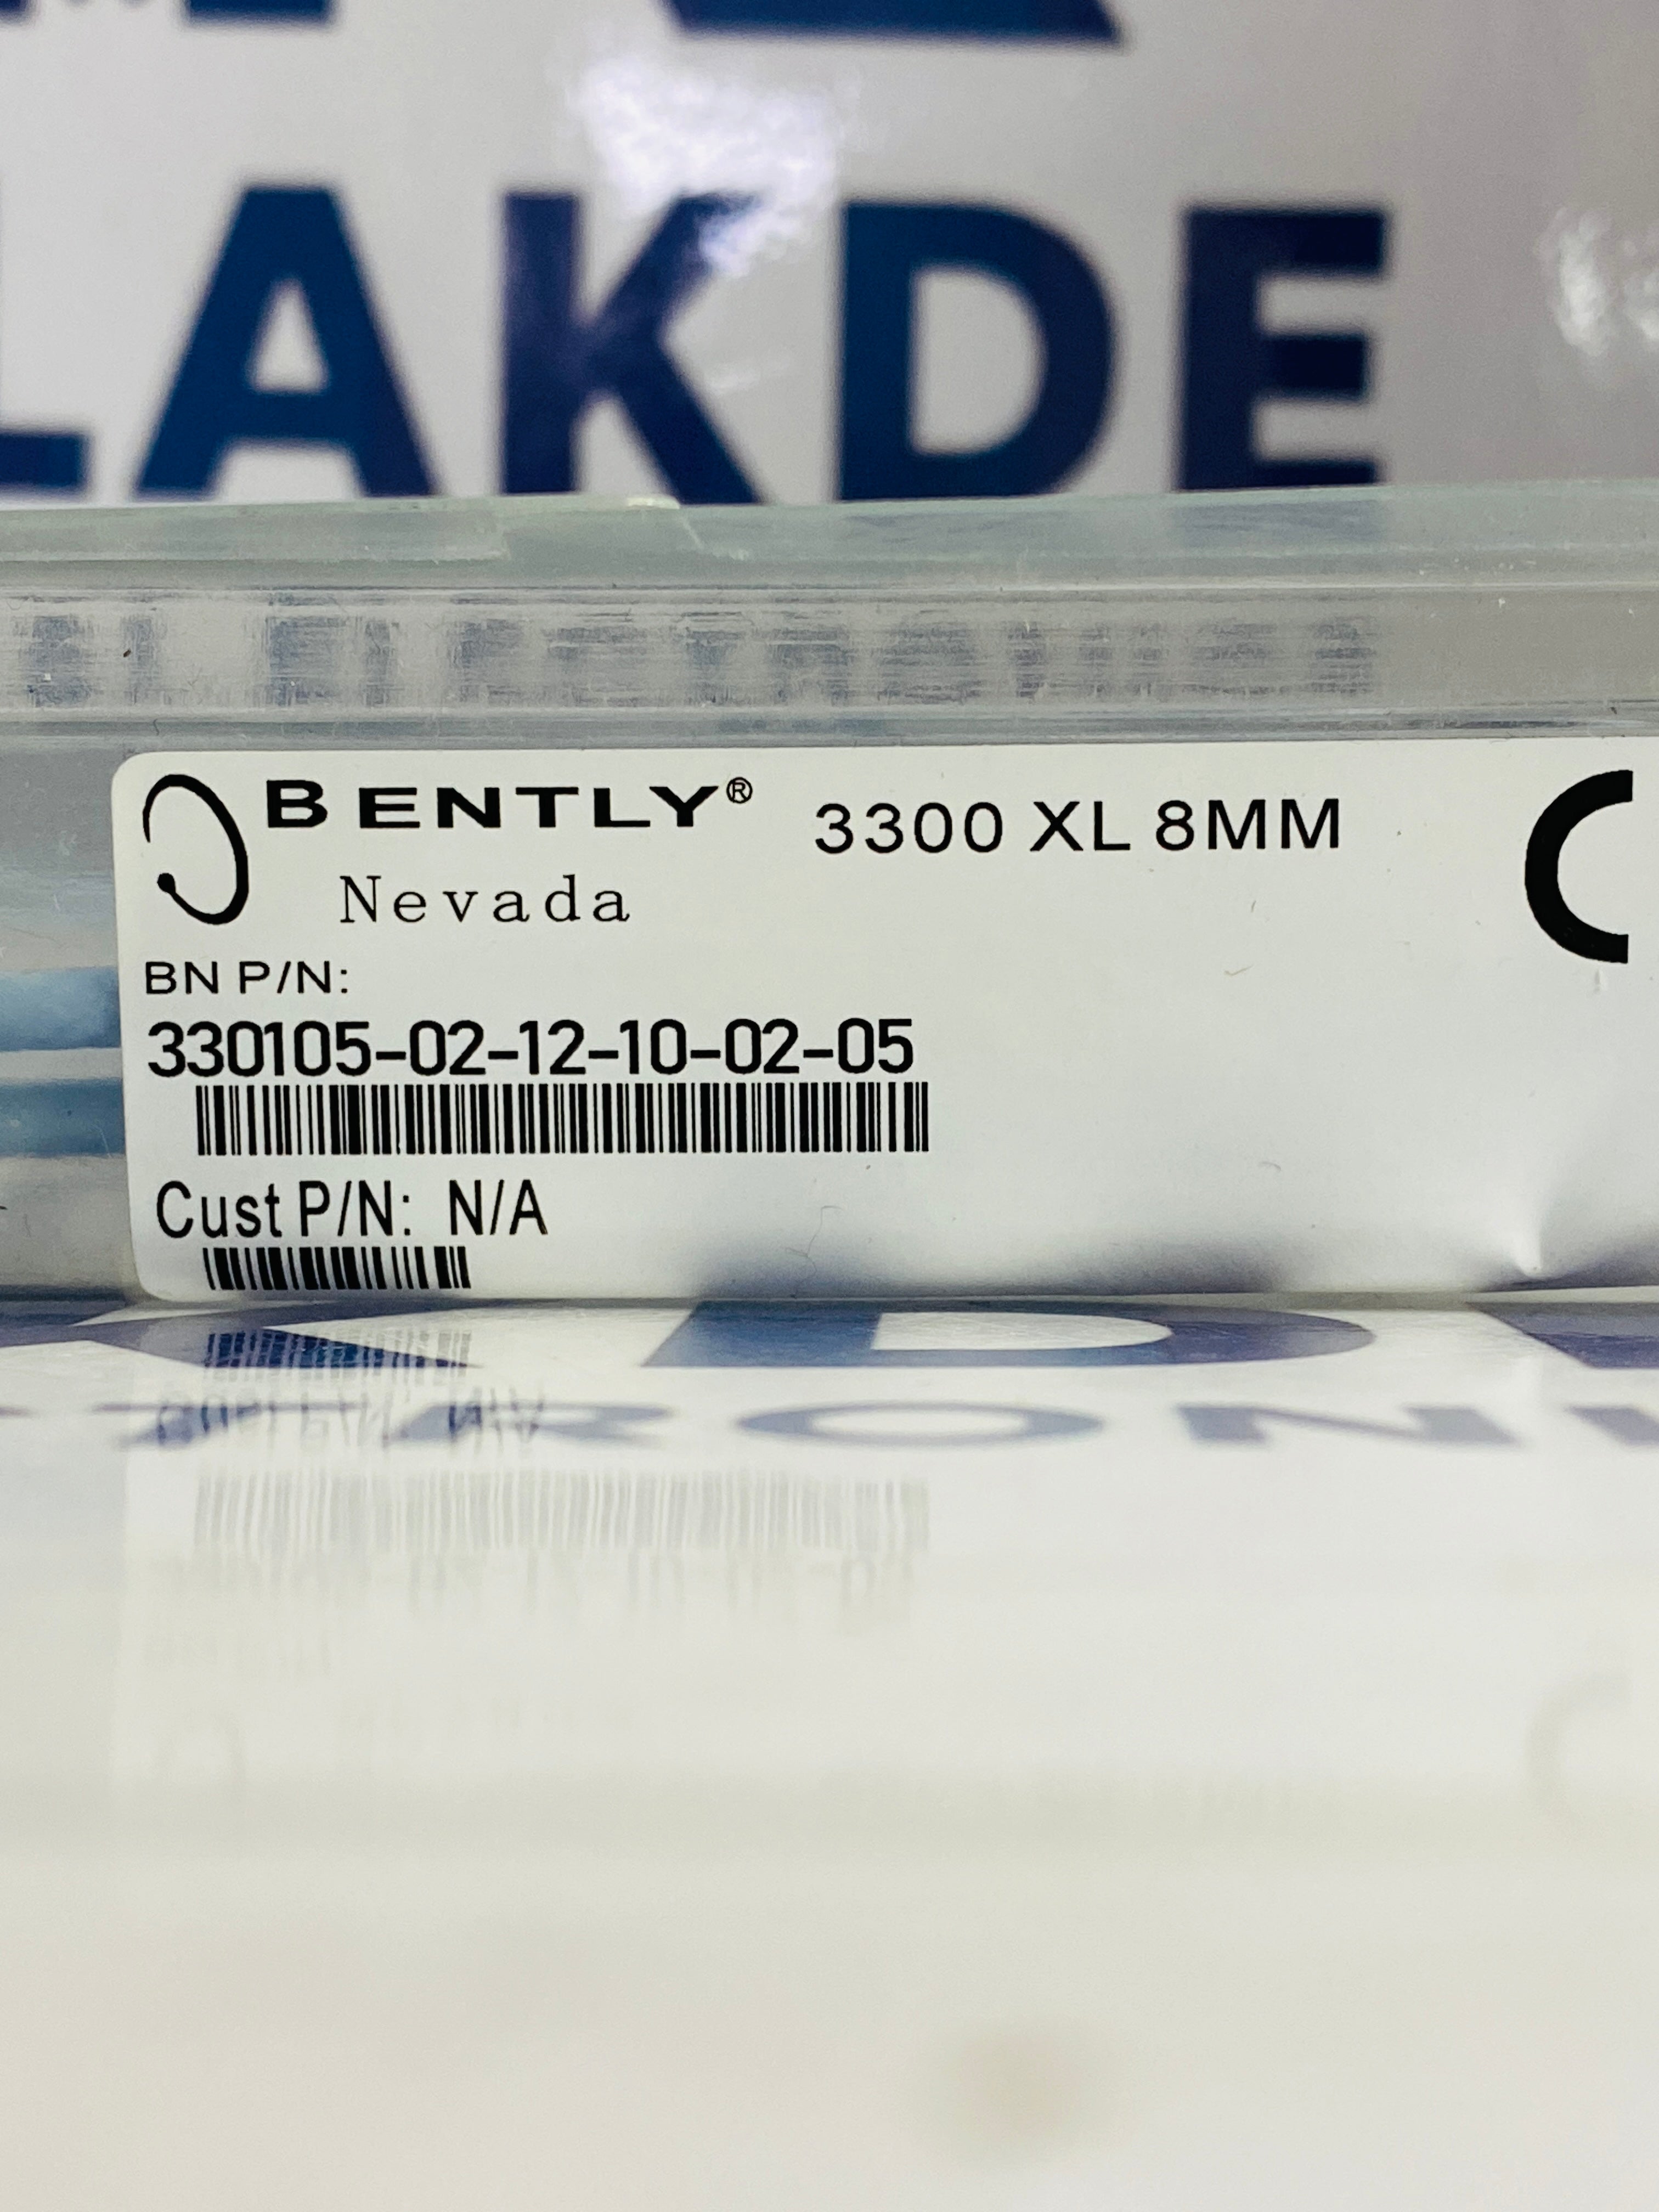 LAKDE
BENTLY® 3300 XL 8MM
Nevada
BN P/N:
330105-02-12-10-02-05
Cust P/N: N/A